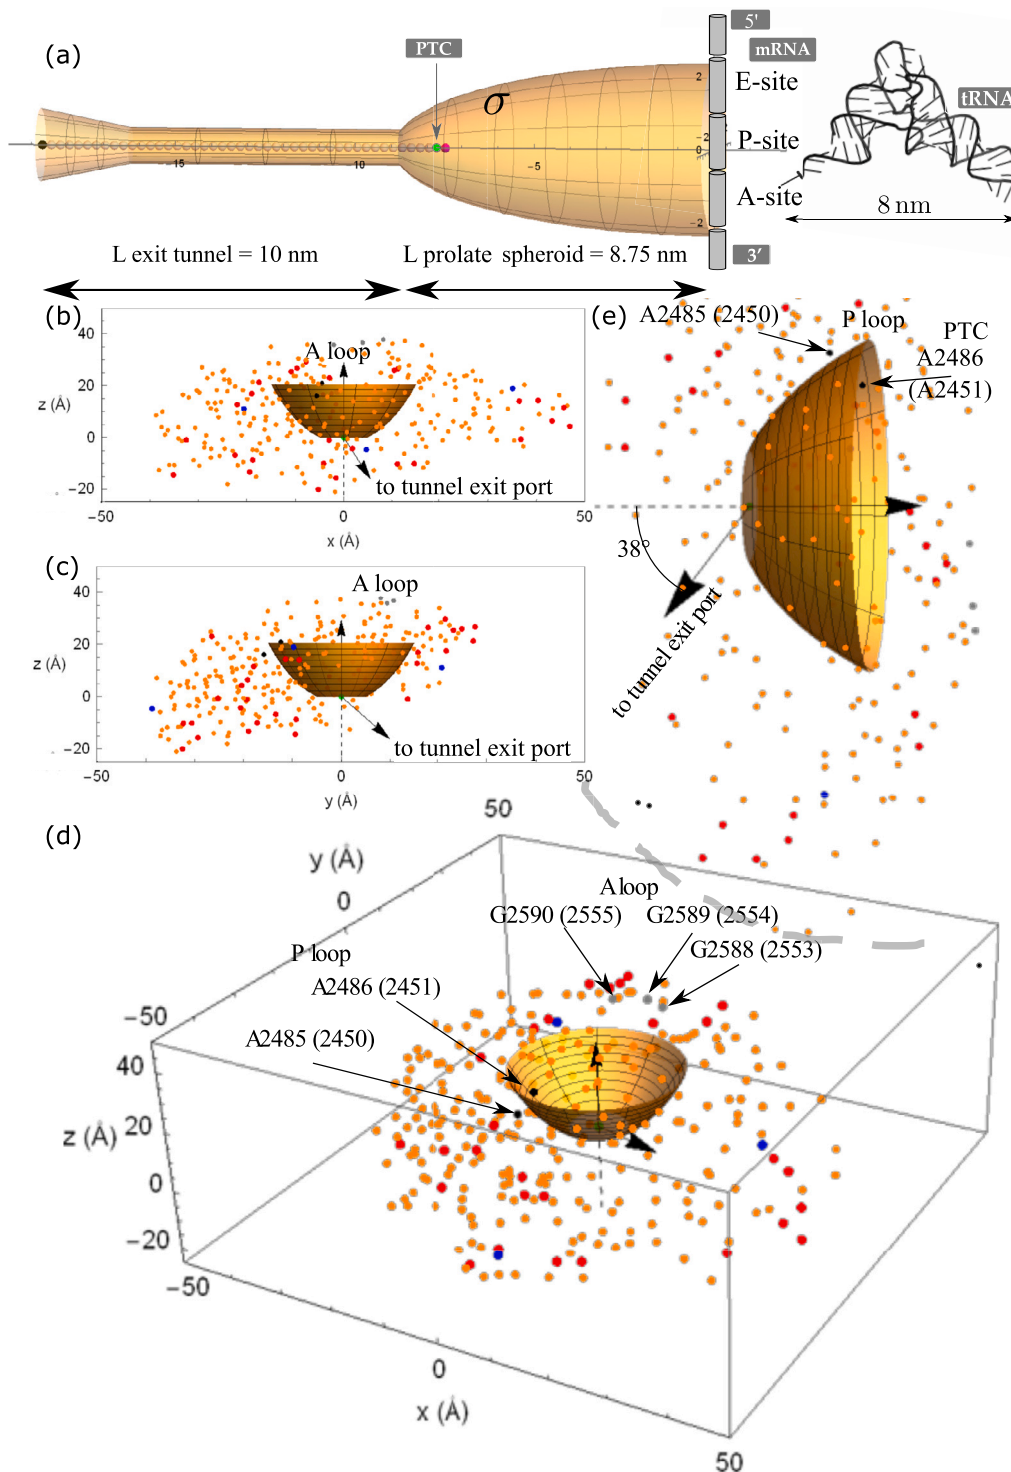 (a)
PTC
σ
5'
mRNA
E-site
tRNA
P-site
A-site
3'
2
2
0
−2
−15
−10
−5
8 nm
L exit tunnel = 10 nm
L prolate spheroid = 8.75 nm
(b)
A loop
z (Å)
40
20
0
−20
−50
0
50
x (Å)
to tunnel exit port
(c)
A loop
z (Å)
40
20
0
−20
−50
0
50
y (Å)
to tunnel exit port
(e)
A2485 (2450)
P loop
PTC
A2486
(A2451)
38°
to tunnel exit port
(d)
50
y (Å)
0
−50
A loop
G2590 (2555)
G2589 (2554)
G2588 (2553)
P loop
A2486 (2451)
A2485 (2450)
40
z (Å)
20
0
−20
−50
0
x (Å)
50